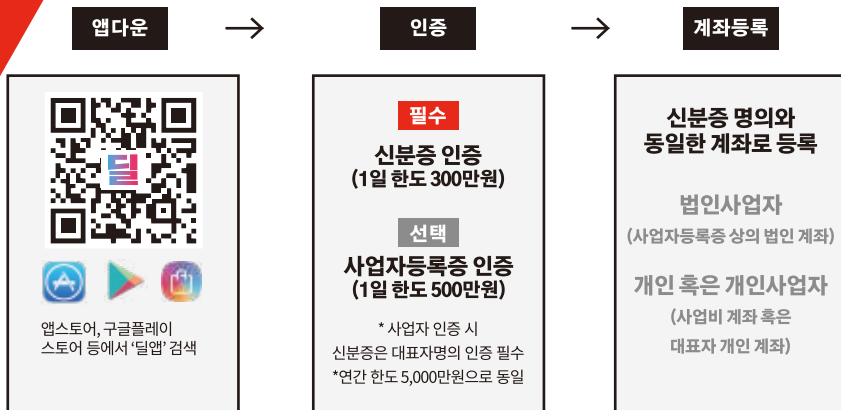 앱다운
→
인증
→
계좌등록
딜
앱스토어, 구글플레이
스토어 등에서 ‘딜앱’ 검색
필수
신분증 인증
(1일 한도 300만원)
선택
사업자등록증 인증
(1일 한도 500만원)
* 사업자 인증 시
신분증은 대표자명의 인증 필수
*연간 한도 5,000만원으로 동일
신분증 명의와
동일한 계좌로 등록
법인사업자
(사업자등록증 상의 법인 계좌)
개인 혹은 개인사업자
(사업비 계좌 혹은
대표자 개인 계좌)